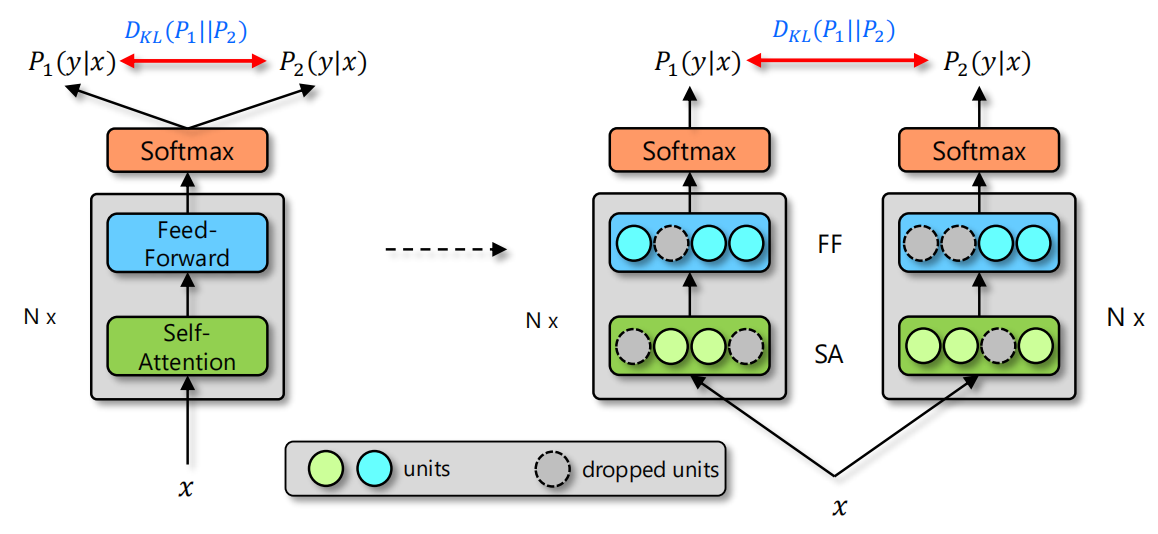 D_{KL}(P_1||P_2)
P_1(y|x)
P_2(y|x)
Softmax
Feed-
Forward
N x
Self-
Attention
x
D_{KL}(P_1||P_2)
P_1(y|x)
P_2(y|x)
Softmax
Softmax
FF
N x
SA
N x
x
units
dropped units